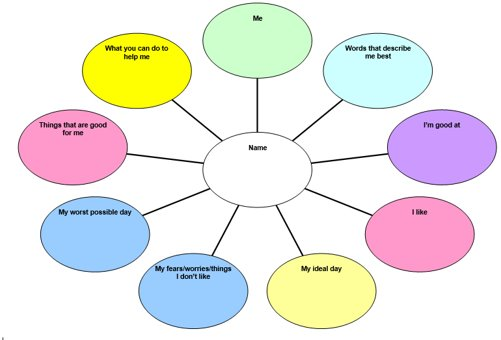 Me
Words that describe
me best
I'm good at
I like
My ideal day
My fears/worries/things
I don't like
My worst possible day
Things that are good
for me
What you can do to
help me
Name